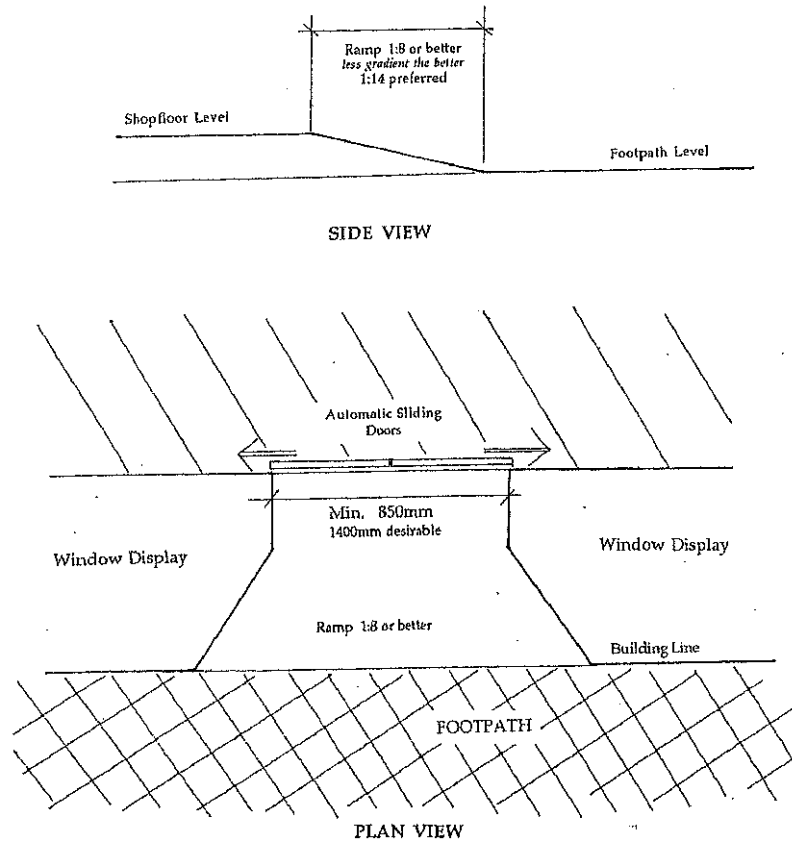 Ramp 1:8 or better
less gradient the better
1:14 preferred
Shopfloor Level
Footpath Level
SIDE VIEW
Automatic Sliding
Doors
Min. 850mm
1400mm desirable
Window Display
Window Display
Ramp 1:8 or better
Building Line
FOOTPATH
PLAN VIEW